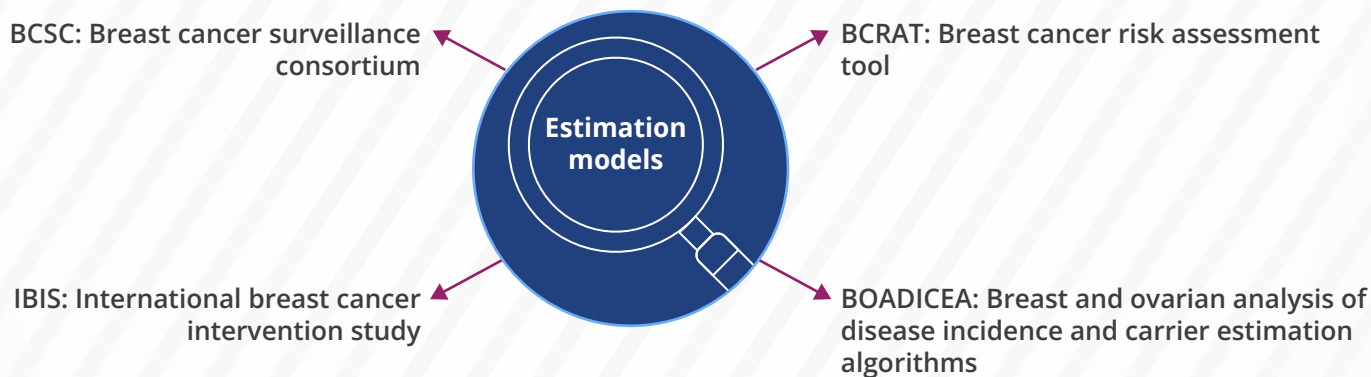 BCSC: Breast cancer surveillance
consortium
BCRAT: Breast cancer risk assessment
tool
Estimation
models
IBIS: International breast cancer
intervention study
BOADICEA: Breast and ovarian analysis of
disease incidence and carrier estimation
algorithms